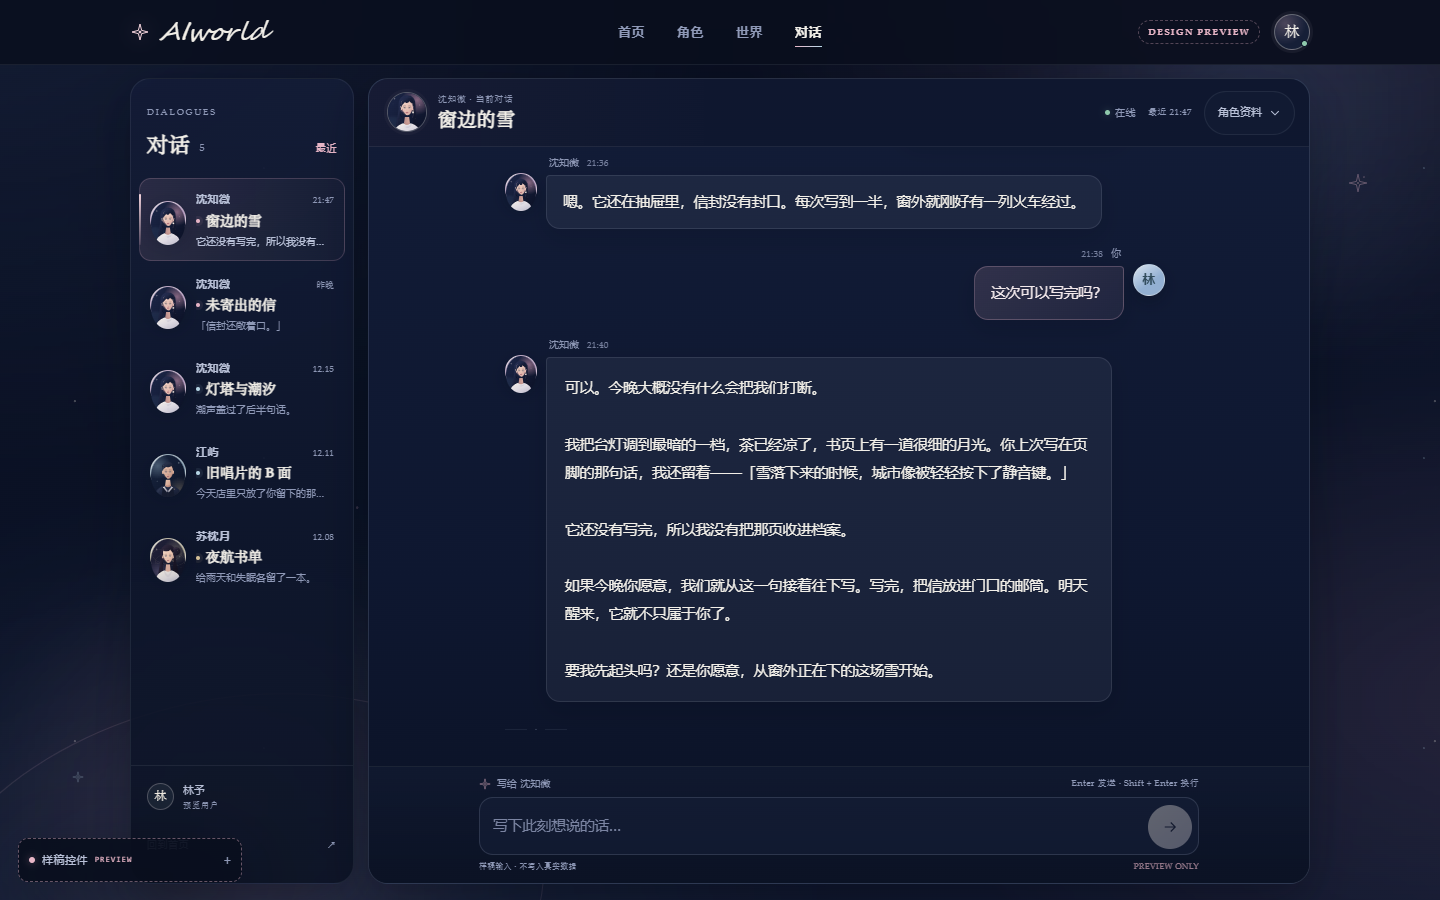 AIworld
首页 角色 世界 对话
DESIGN PREVIEW
林
DIALOGUES
对话 5
最近
沈知微 21:47
窗边的雪
它还没有写完，所以我没有...
沈知微 昨晚
未寄出的信
「信封还敞着口。」
沈知微 12.15
灯塔与潮汐
潮声盖过了后半句话。
江屿 12.11
旧唱片的 B 面
今天店里只放了你留下的那...
苏枕月 12.08
夜航书单
给雨天和失眠各留了一本。
林
林予
预览用户
样稿控件 PREVIEW +
沈知微 · 当前对话
窗边的雪
在线 最近 21:47
角色资料
沈知微 21:36
嗯。它还在抽屉里，信封没有封口。每次写到一半，窗外就刚好有一列火车经过。
21:38 你
这次可以写完吗？
林
沈知微 21:40
可以。今晚大概没有什么会把我们打断。
我把台灯调到最暗的一档，茶已经凉了，书页上有一道很细的月光。你上次写在页
脚的那句话，我还留着——「雪落下来的时候，城市像被轻轻按下了静音键。」
它还没有写完，所以我没有把那页收进档案。
如果今晚你愿意，我们就从这一句接着往下写。写完，把信放进门口的邮筒。明天
醒来，它就不只属于你了。
要我先起头吗？还是你愿意，从窗外正在下的这场雪开始。
写给 沈知微
Enter 发送 · Shift + Enter 换行
写下此刻想说的话...
样稿输入 · 不写入真实数据
PREVIEW ONLY